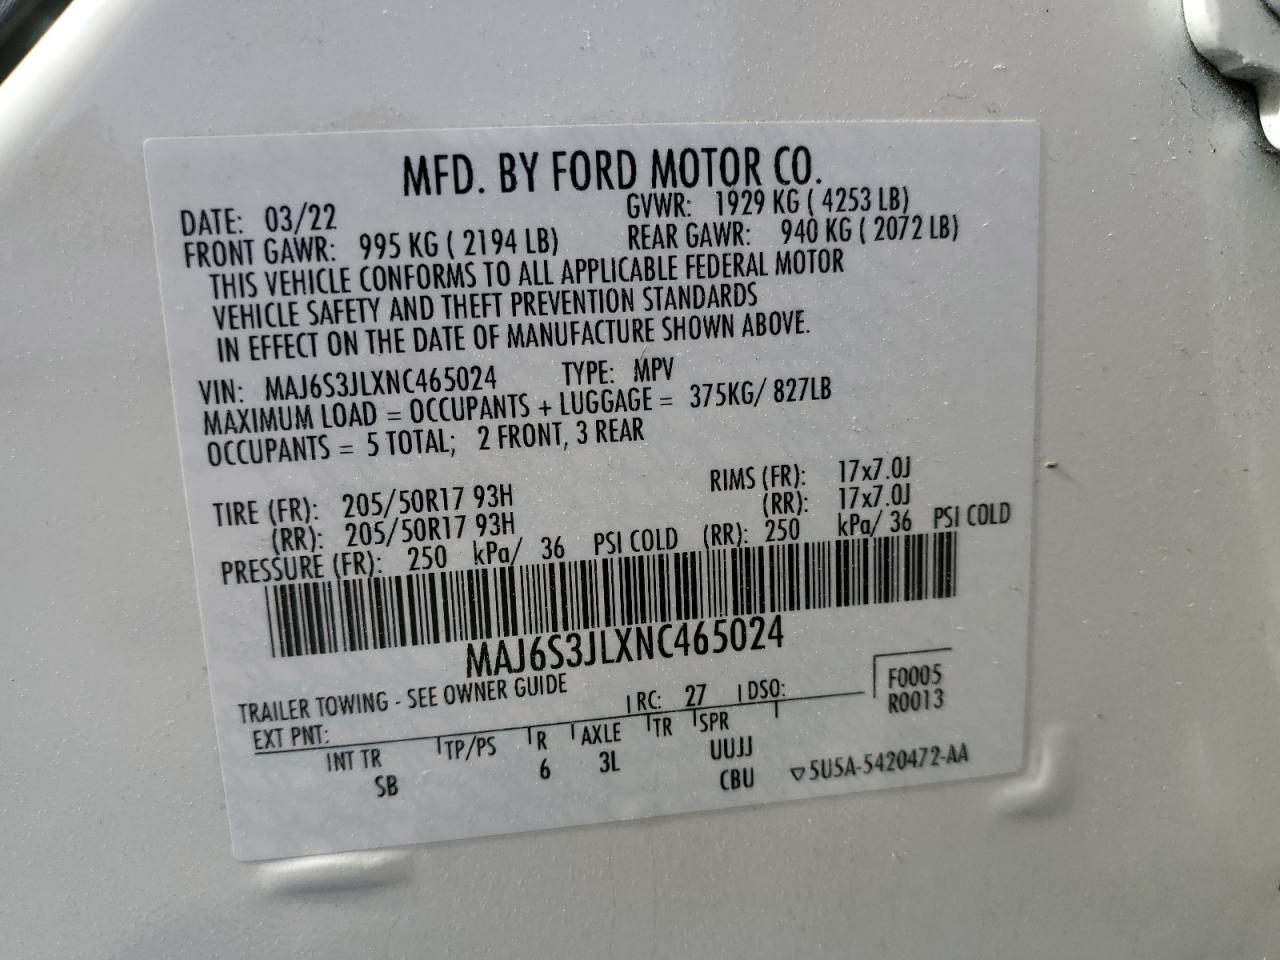 MFD. BY FORD MOTOR CO.
DATE: 03/22 GVWR: 1929 KG ( 4253 LB)
FRONT GAWR: 995 KG ( 2194 LB) REAR GAWR: 940 KG ( 2072 LB)
THIS VEHICLE CONFORMS TO ALL APPLICABLE FEDERAL MOTOR
VEHICLE SAFETY AND THEFT PREVENTION STANDARDS
IN EFFECT ON THE DATE OF MANUFACTURE SHOWN ABOVE.
VIN: MAJ6S3JLXNC465024 TYPE: MPV
MAXIMUM LOAD = OCCUPANTS + LUGGAGE = 375KG/ 827LB
OCCUPANTS = 5 TOTAL; 2 FRONT, 3 REAR
TIRE (FR): 205/50R17 93H RIMS (FR): 17x7.0J
(RR): 205/50R17 93H (RR): 17x7.0J
PRESSURE (FR): 250 kPa/ 36 PSI COLD (RR): 250 kPa/ 36 PSI COLD
MAJ6S3JLXNC465024
TRAILER TOWING - SEE OWNER GUIDE
EXT PNT: RC: 27 DSO: F0005
R0013
INT TR TP/PS R AXLE TR SPR
SB 6 3L UUJJ
CBU 5U5A-5420472-AA